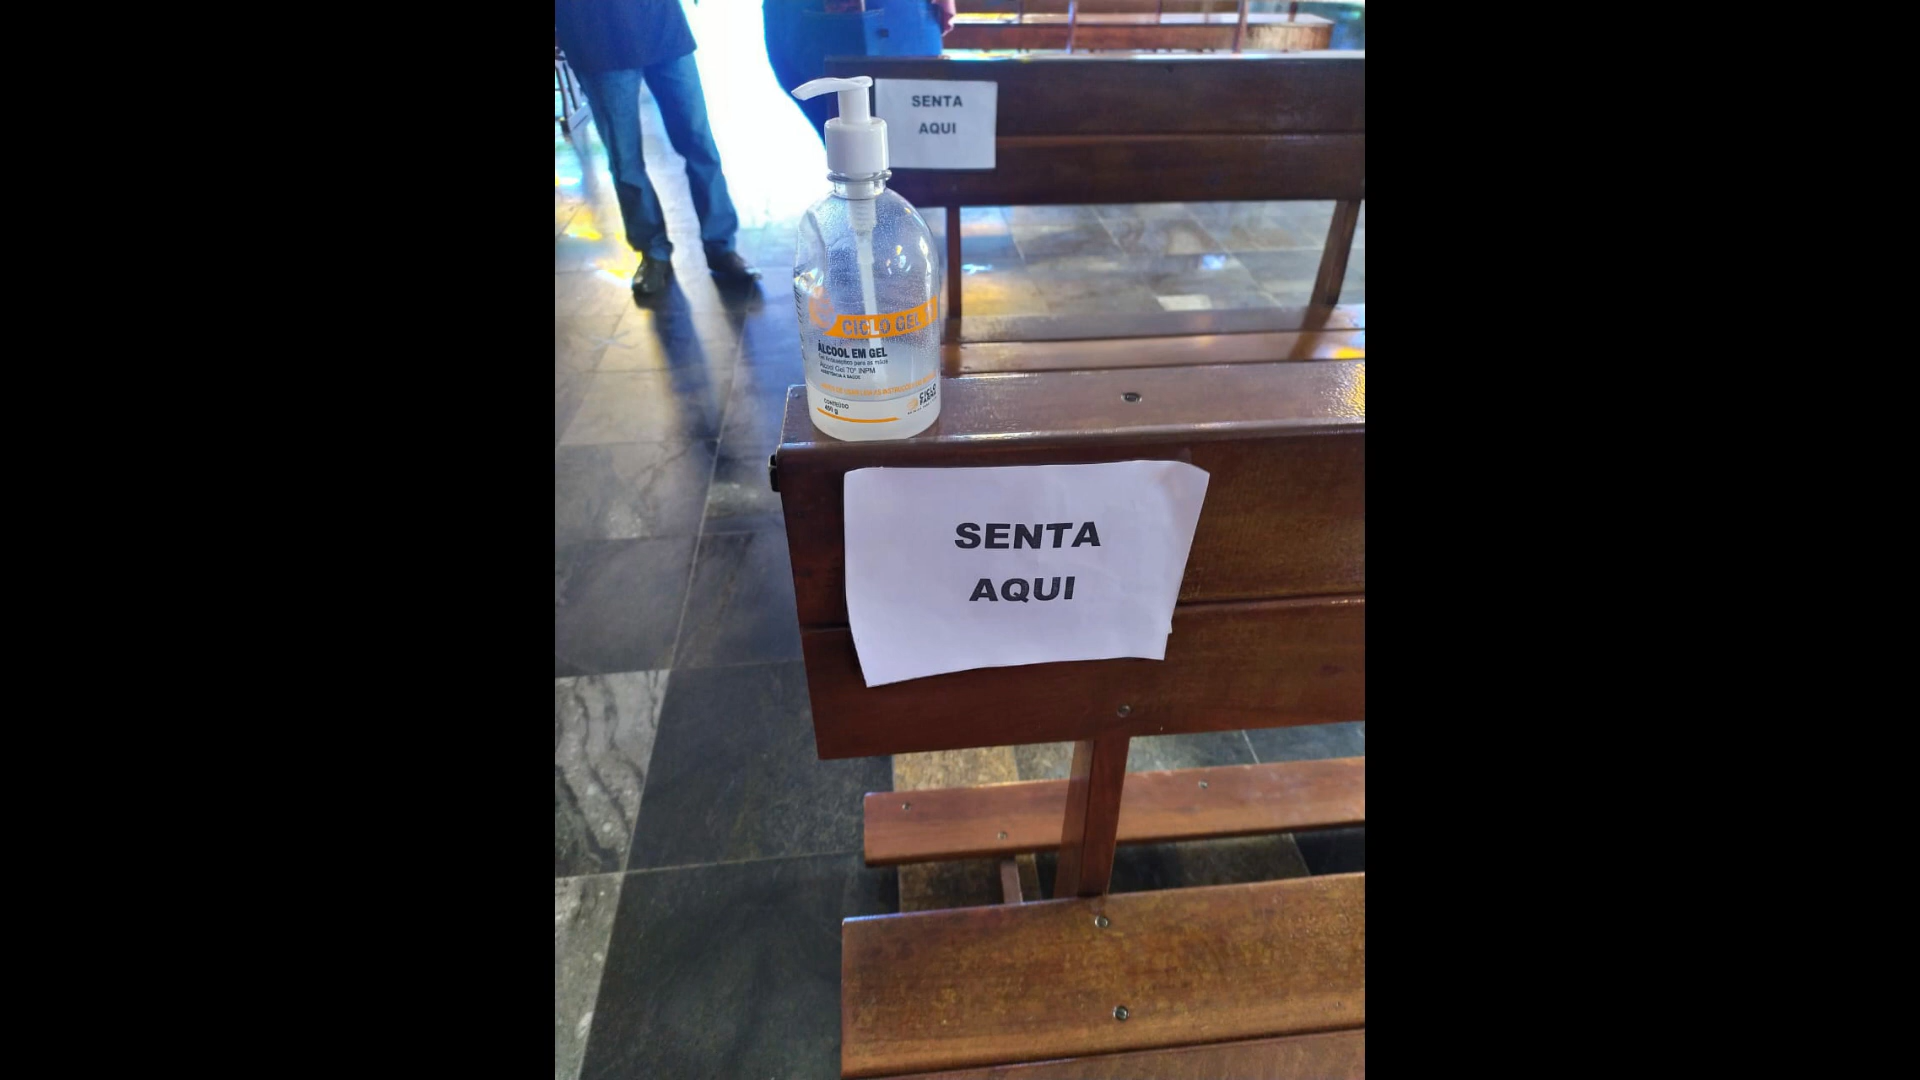 SENTA
AQUI
CICLO GEL
ÁLCOOL EM GEL
Álcool Gel 70° INPM
CONTEÚDO
SENTA
AQUI